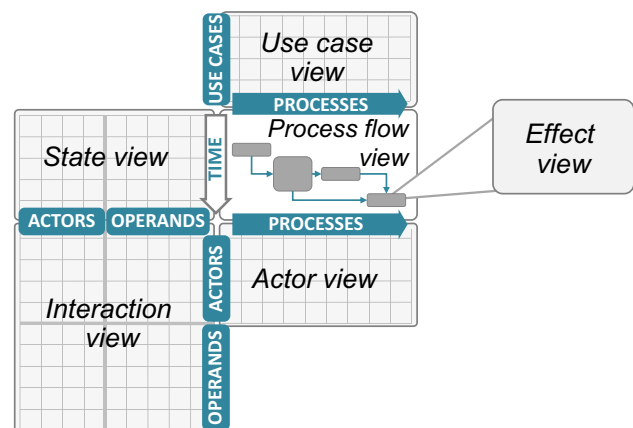 USE CASES
Use case
view
PROCESSES
State view
TIME
Process flow
view
Effect
view
ACTORS
OPERANDS
PROCESSES
Interaction
view
ACTORS
Actor view
OPERANDS